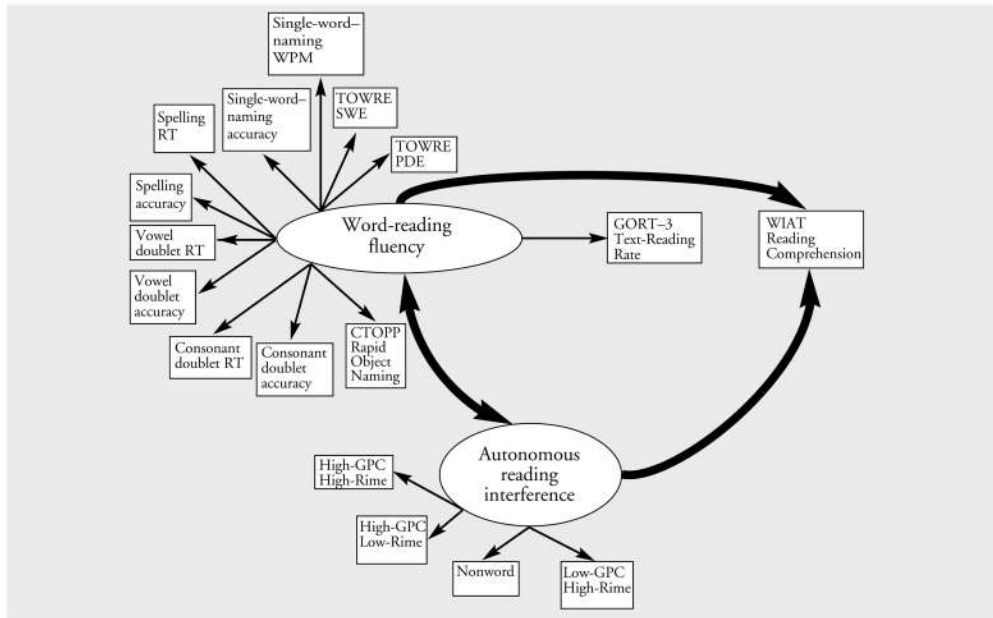 Single-word–
naming
WPM
Single-word–
naming
accuracy
TOWRE
SWE
Spelling
RT
TOWRE
PDE
Spelling
accuracy
Word-reading
fluency
GORT–3
Text-Reading
Rate
WIAT
Reading
Comprehension
Vowel
doublet RT
Vowel
doublet
accuracy
Consonant
doublet RT
Consonant
doublet
accuracy
CTOPP
Rapid
Object
Naming
Autonomous
reading
interference
High-GPC
High-Rime
High-GPC
Low-Rime
Nonword
Low-GPC
High-Rime